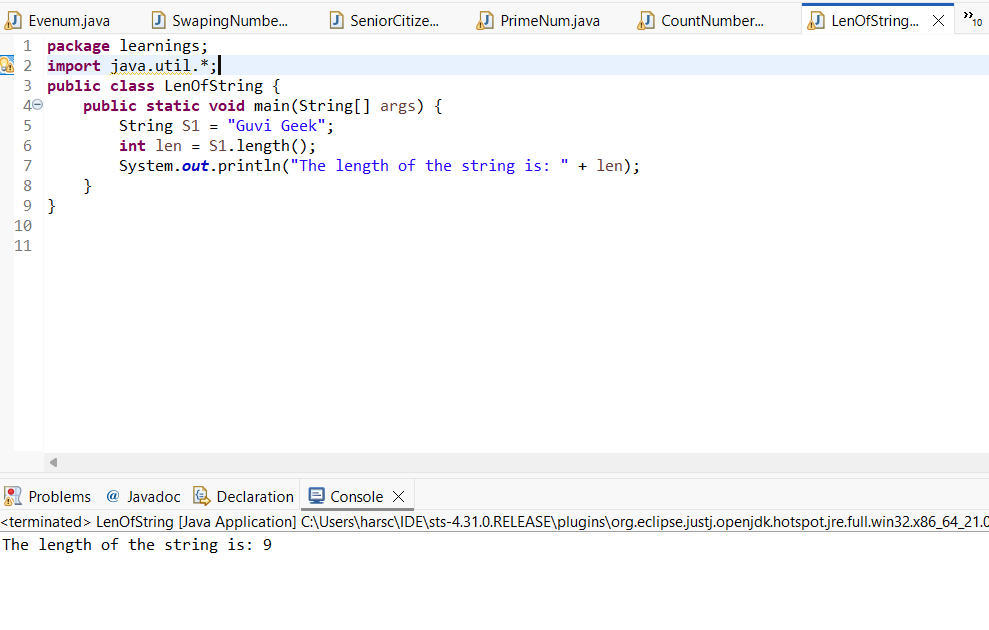 Evenum.java SwapingNumbe... SeniorCitize... PrimeNum.java CountNumber... LenOfString... »10
1 package learnings;
2 import java.util.*;
3 public class LenOfString {
4     public static void main(String[] args) {
5         String S1 = "Guvi Geek";
6         int len = S1.length();
7         System.out.println("The length of the string is: " + len);
8     }
9 }
10
11
Problems @ Javadoc Declaration Console
<terminated> LenOfString [Java Application] C:\Users\harsc\IDE\sts-4.31.0.RELEASE\plugins\org.eclipse.justj.openjdk.hotspot.jre.full.win32.x86_64_21.0
The length of the string is: 9